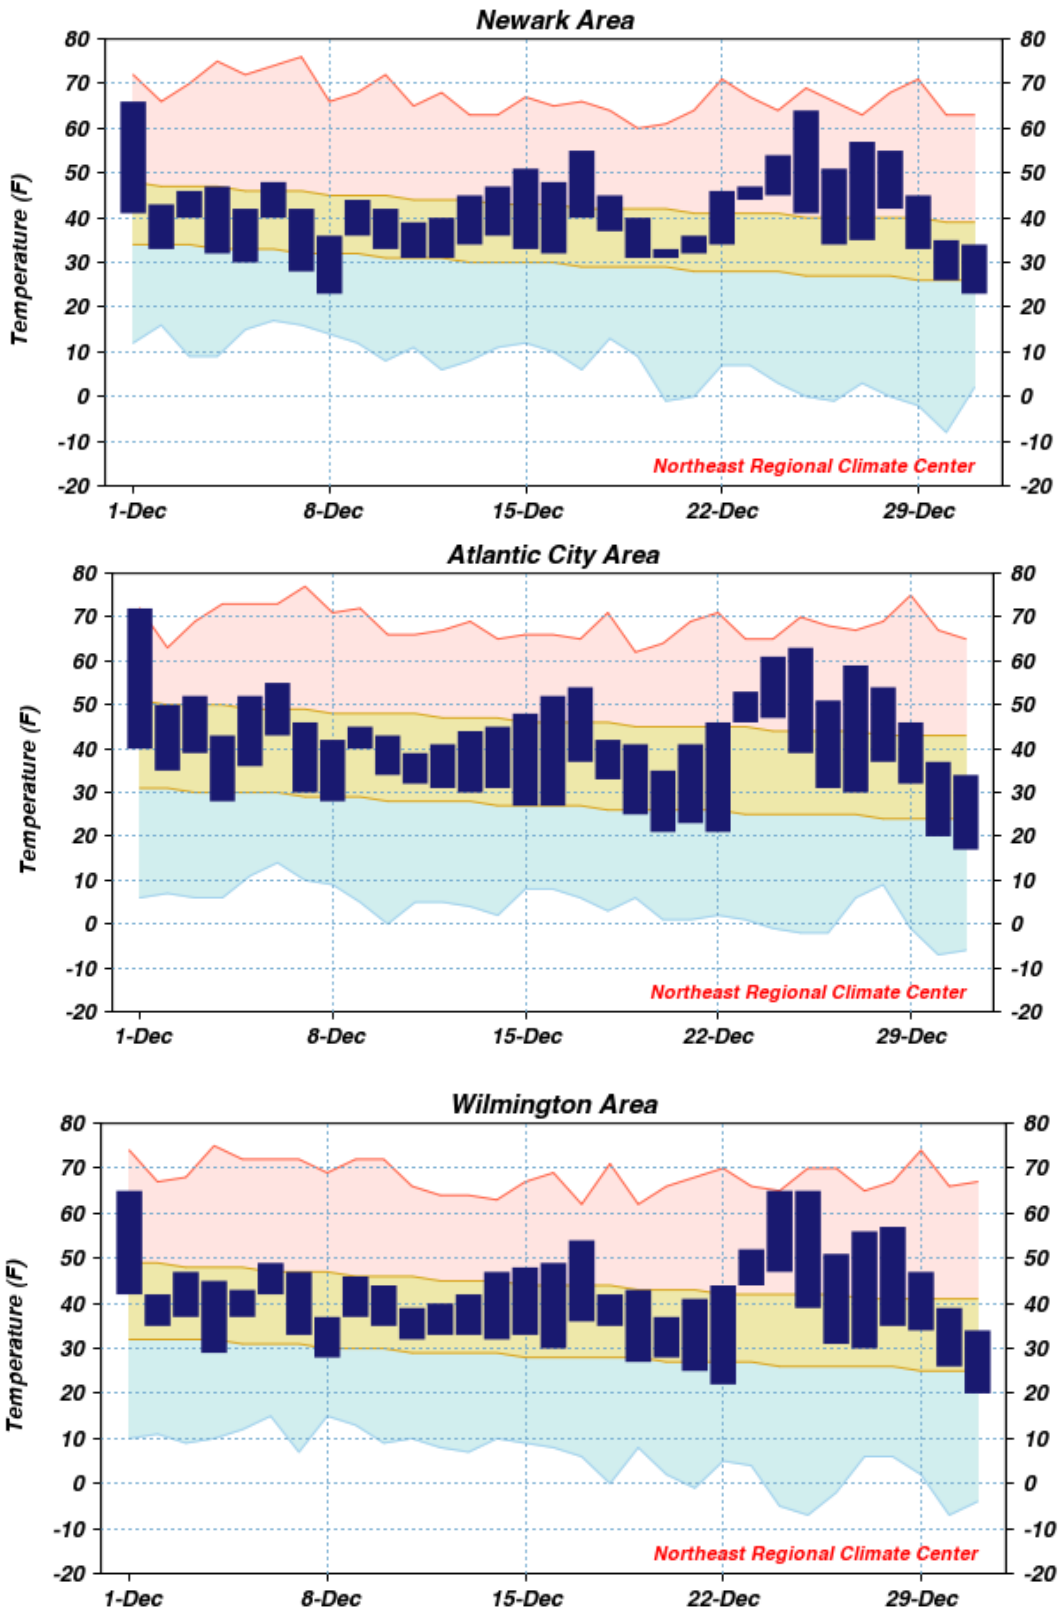 Newark Area
80 80
70 70
60 60
50 50
40 40
30 30
20 20
10 10
0 0
-10 -10
-20 -20
Temperature (F)
Northeast Regional Climate Center
1-Dec 8-Dec 15-Dec 22-Dec 29-Dec
Atlantic City Area
80 80
70 70
60 60
50 50
40 40
30 30
20 20
10 10
0 0
-10 -10
-20 -20
Temperature (F)
Northeast Regional Climate Center
1-Dec 8-Dec 15-Dec 22-Dec 29-Dec
Wilmington Area
80 80
70 70
60 60
50 50
40 40
30 30
20 20
10 10
0 0
-10 -10
-20 -20
Temperature (F)
Northeast Regional Climate Center
1-Dec 8-Dec 15-Dec 22-Dec 29-Dec